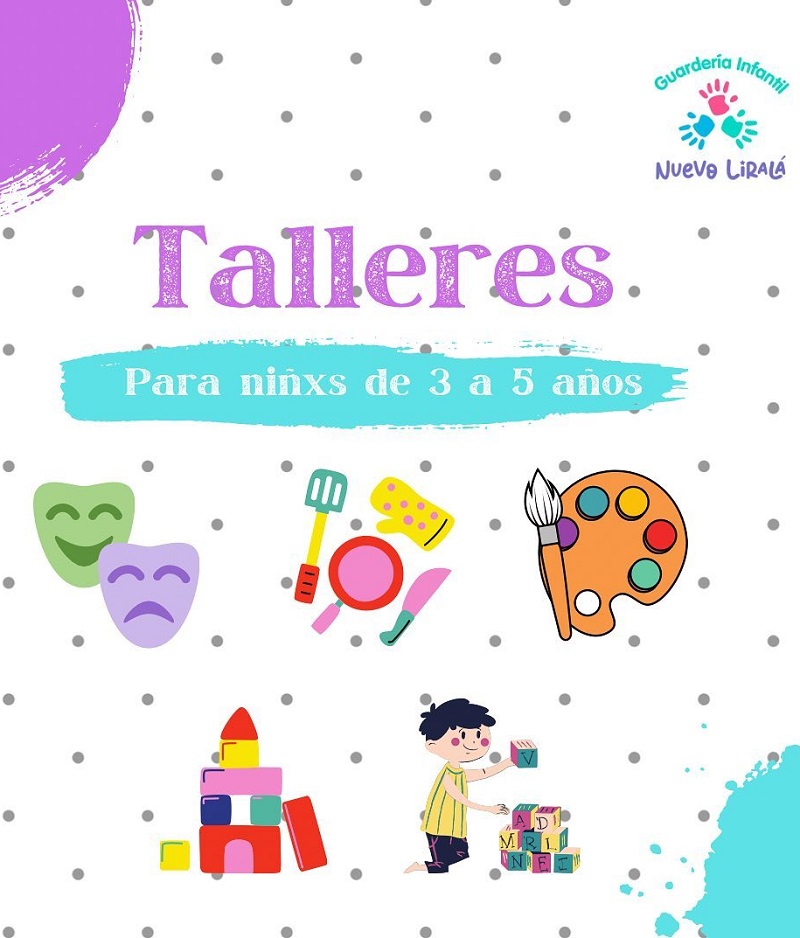 Guardería Infantil
Nuevo Liralá
Talleres
Para niñxs de 3 a 5 años
V
A D
M R L
N E I